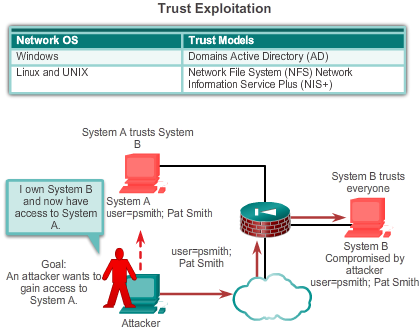 Trust Exploitation
Network OS Trust Models
Windows Domains Active Directory (AD)
Linux and UNIX Network File System (NFS) Network
Information Service Plus (NIS+)
System A trusts System
B
I own System B
and now have
access to System
A.
System A
user=psmith; Pat Smith
System B trusts
everyone
System B
Compromised by
attacker
user=psmith; Pat Smith
user=psmith;
Pat Smith
Goal:
An attacker wants to
gain access to
System A.
Attacker